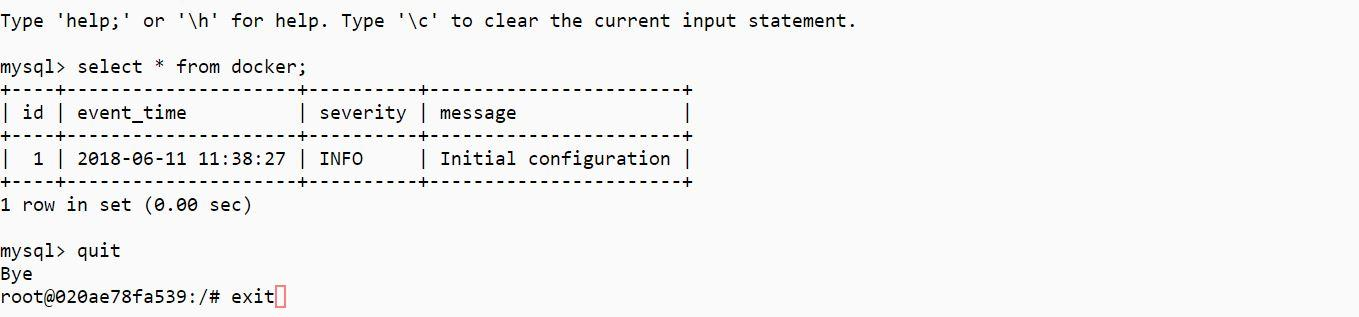 Type 'help;' or '\h' for help. Type '\c' to clear the current input statement.
mysql> select * from docker;
+----+---------------------+----------+-----------------------+
| id | event_time          | severity | message               |
+----+---------------------+----------+-----------------------+
|  1 | 2018-06-11 11:38:27 | INFO     | Initial configuration |
+----+---------------------+----------+-----------------------+
1 row in set (0.00 sec)
mysql> quit
Bye
root@020ae78fa539:/# exit